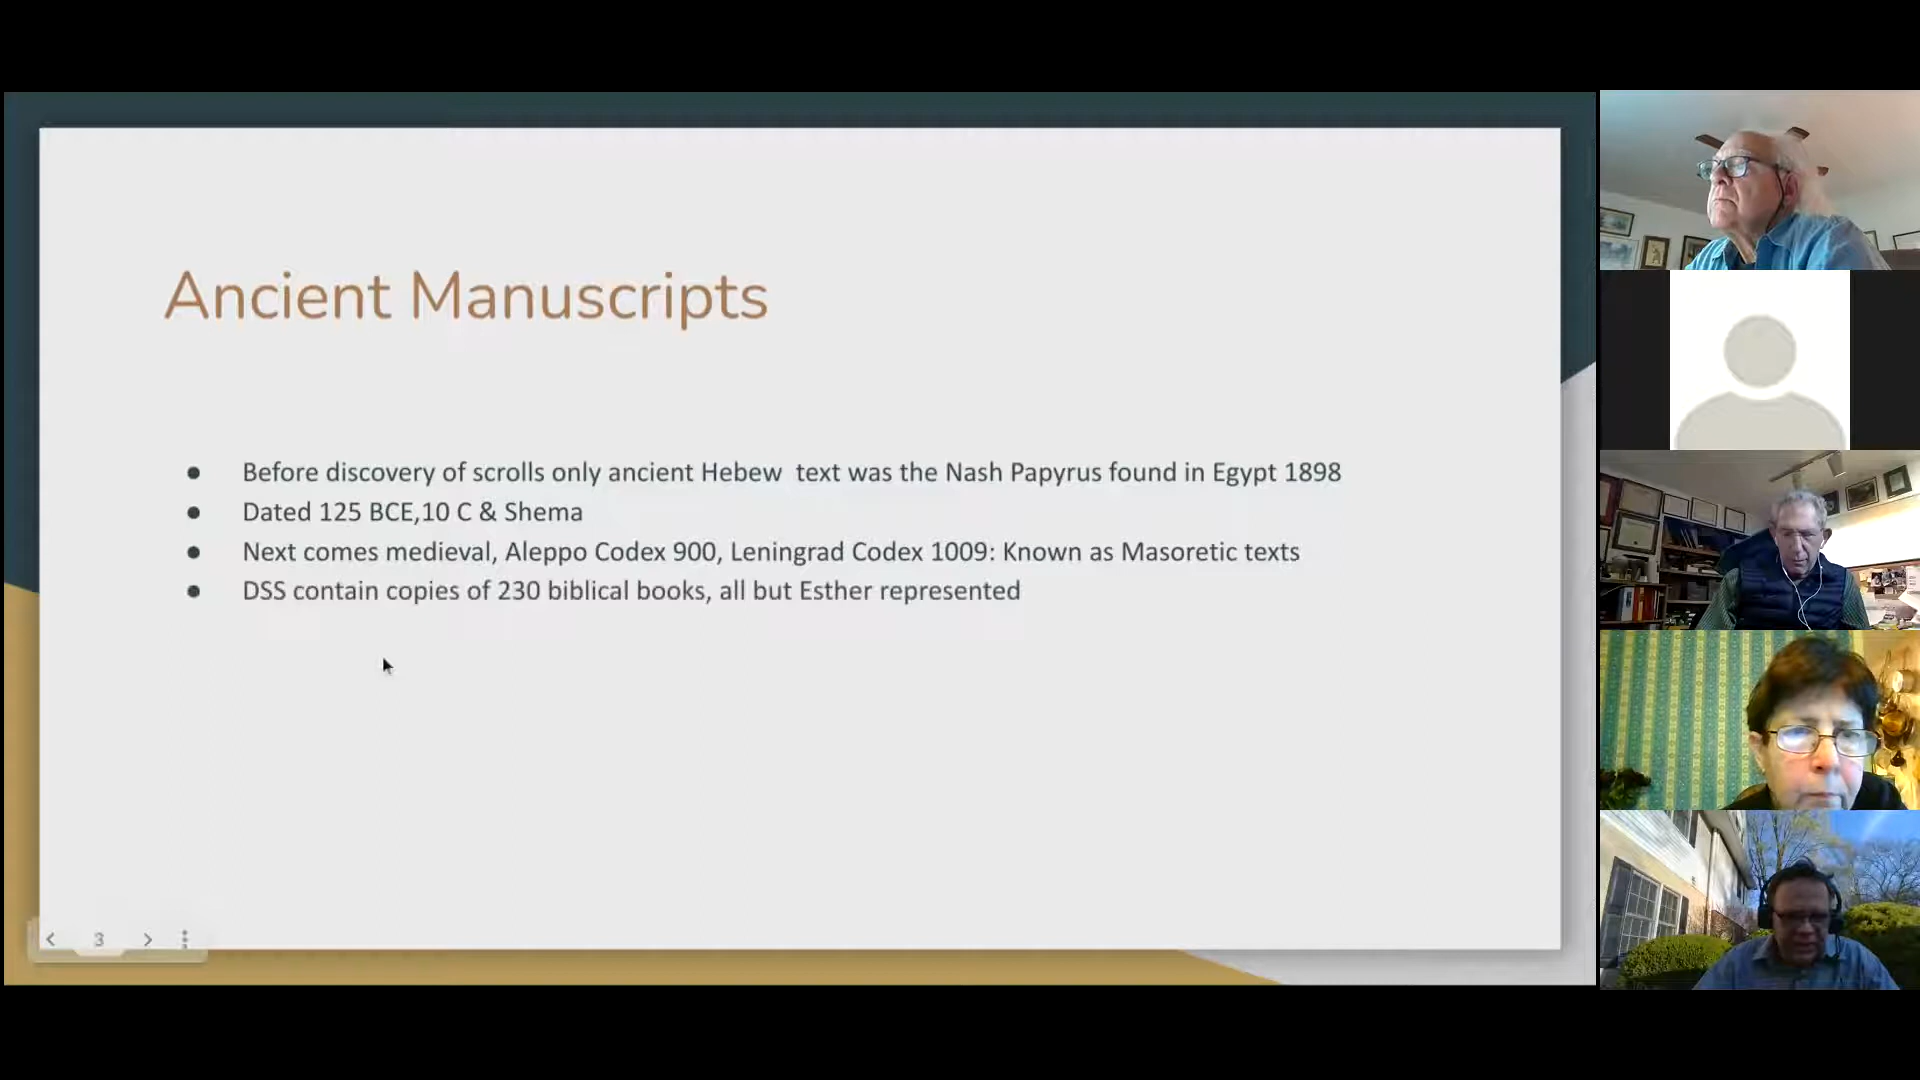 Ancient Manuscripts
● Before discovery of scrolls only ancient Hebew  text was the Nash Papyrus found in Egypt 1898
● Dated 125 BCE,10 C & Shema
● Next comes medieval, Aleppo Codex 900, Leningrad Codex 1009: Known as Masoretic texts
● DSS contain copies of 230 biblical books, all but Esther represented
3